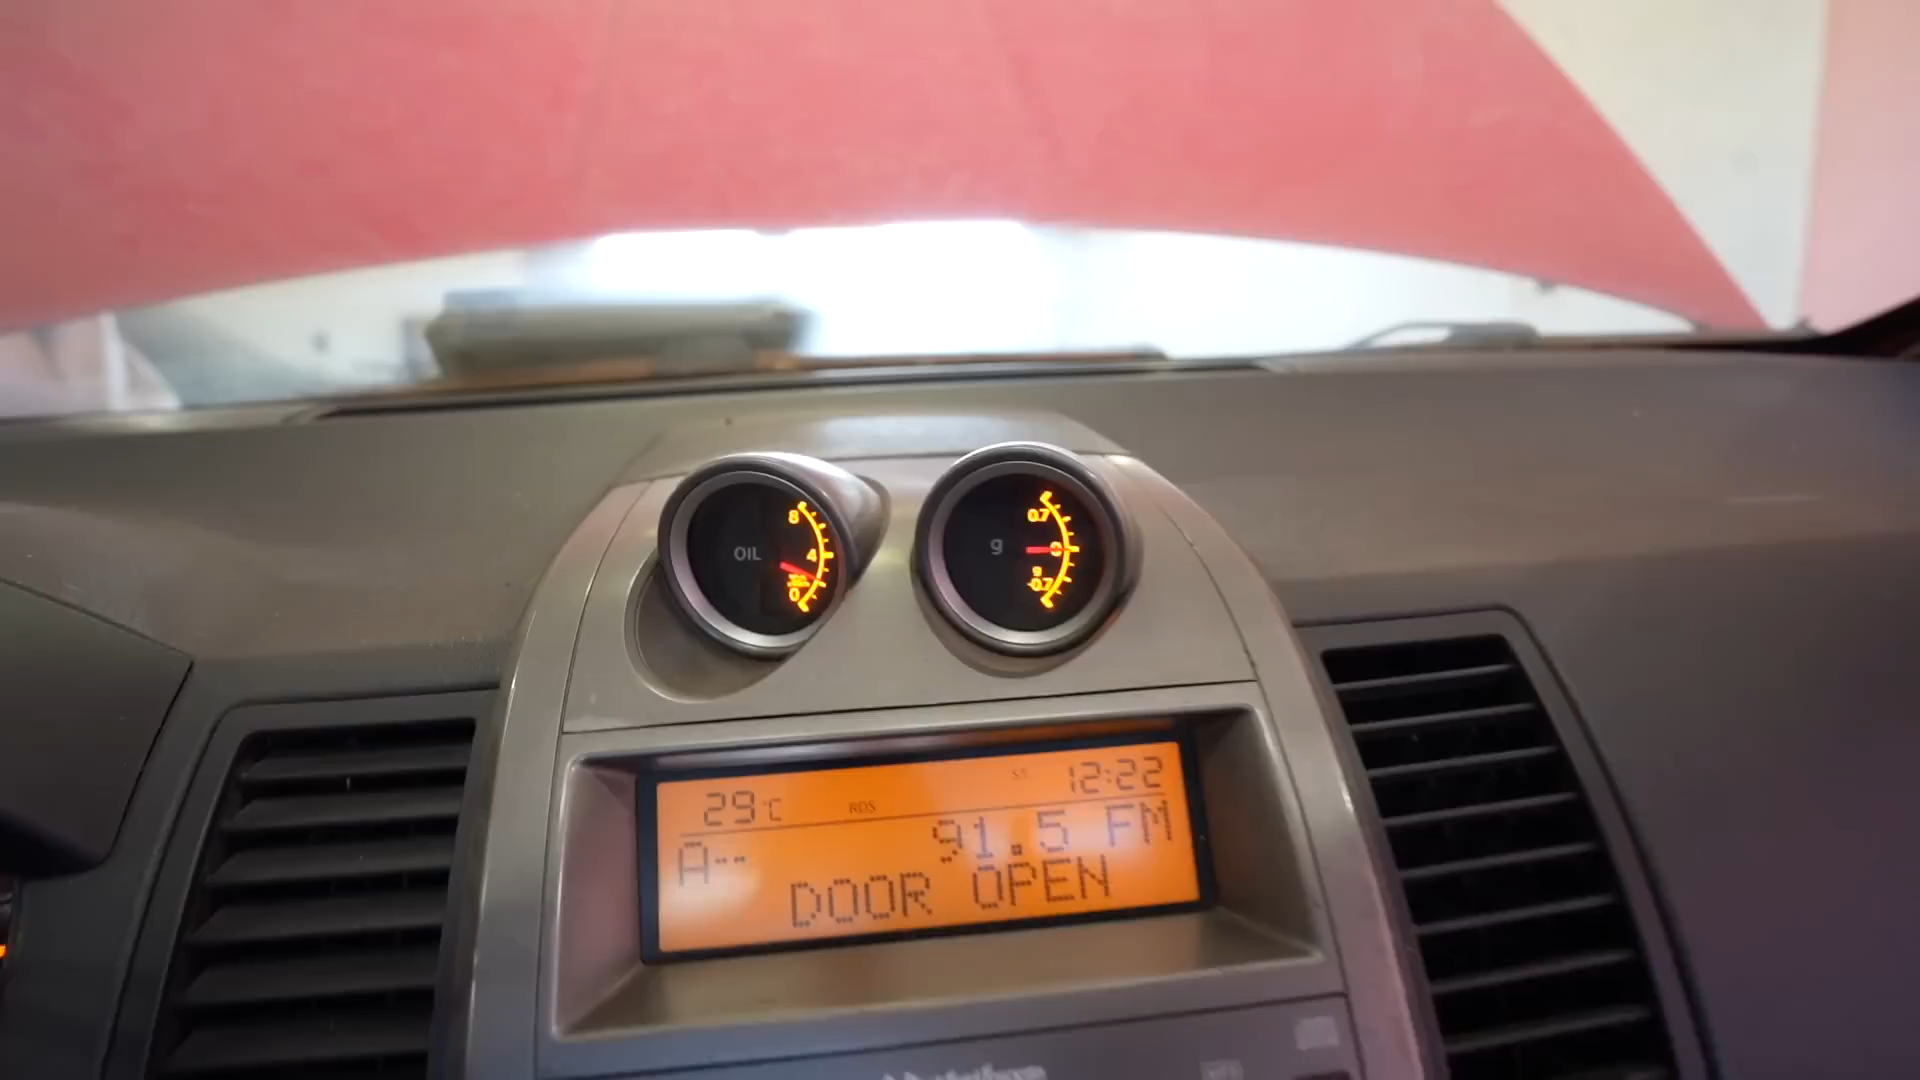 OIL
8
4
0
g
0.7
0
g
-0.7
29°C
RDS
ST
12:22
A--
91.5 FM
DOOR OPEN